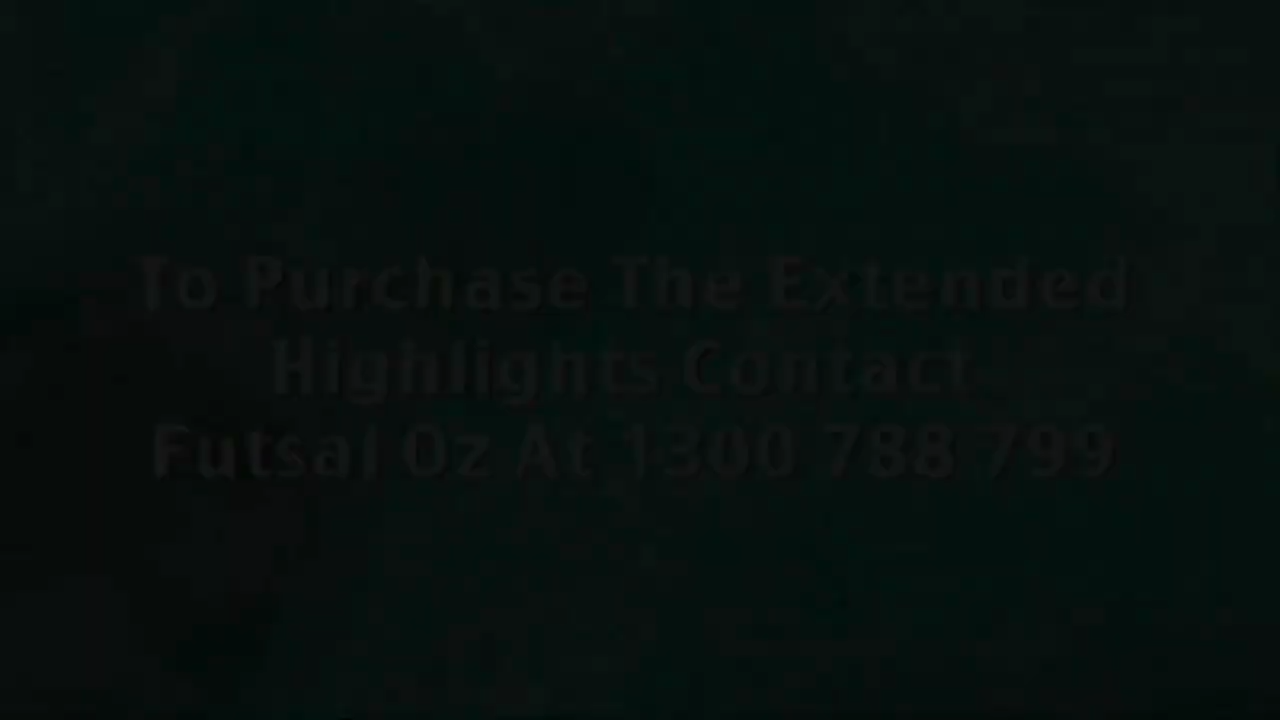 To Purchase The Extended
Highlights Contact
Futsal Oz At 1300 788 799